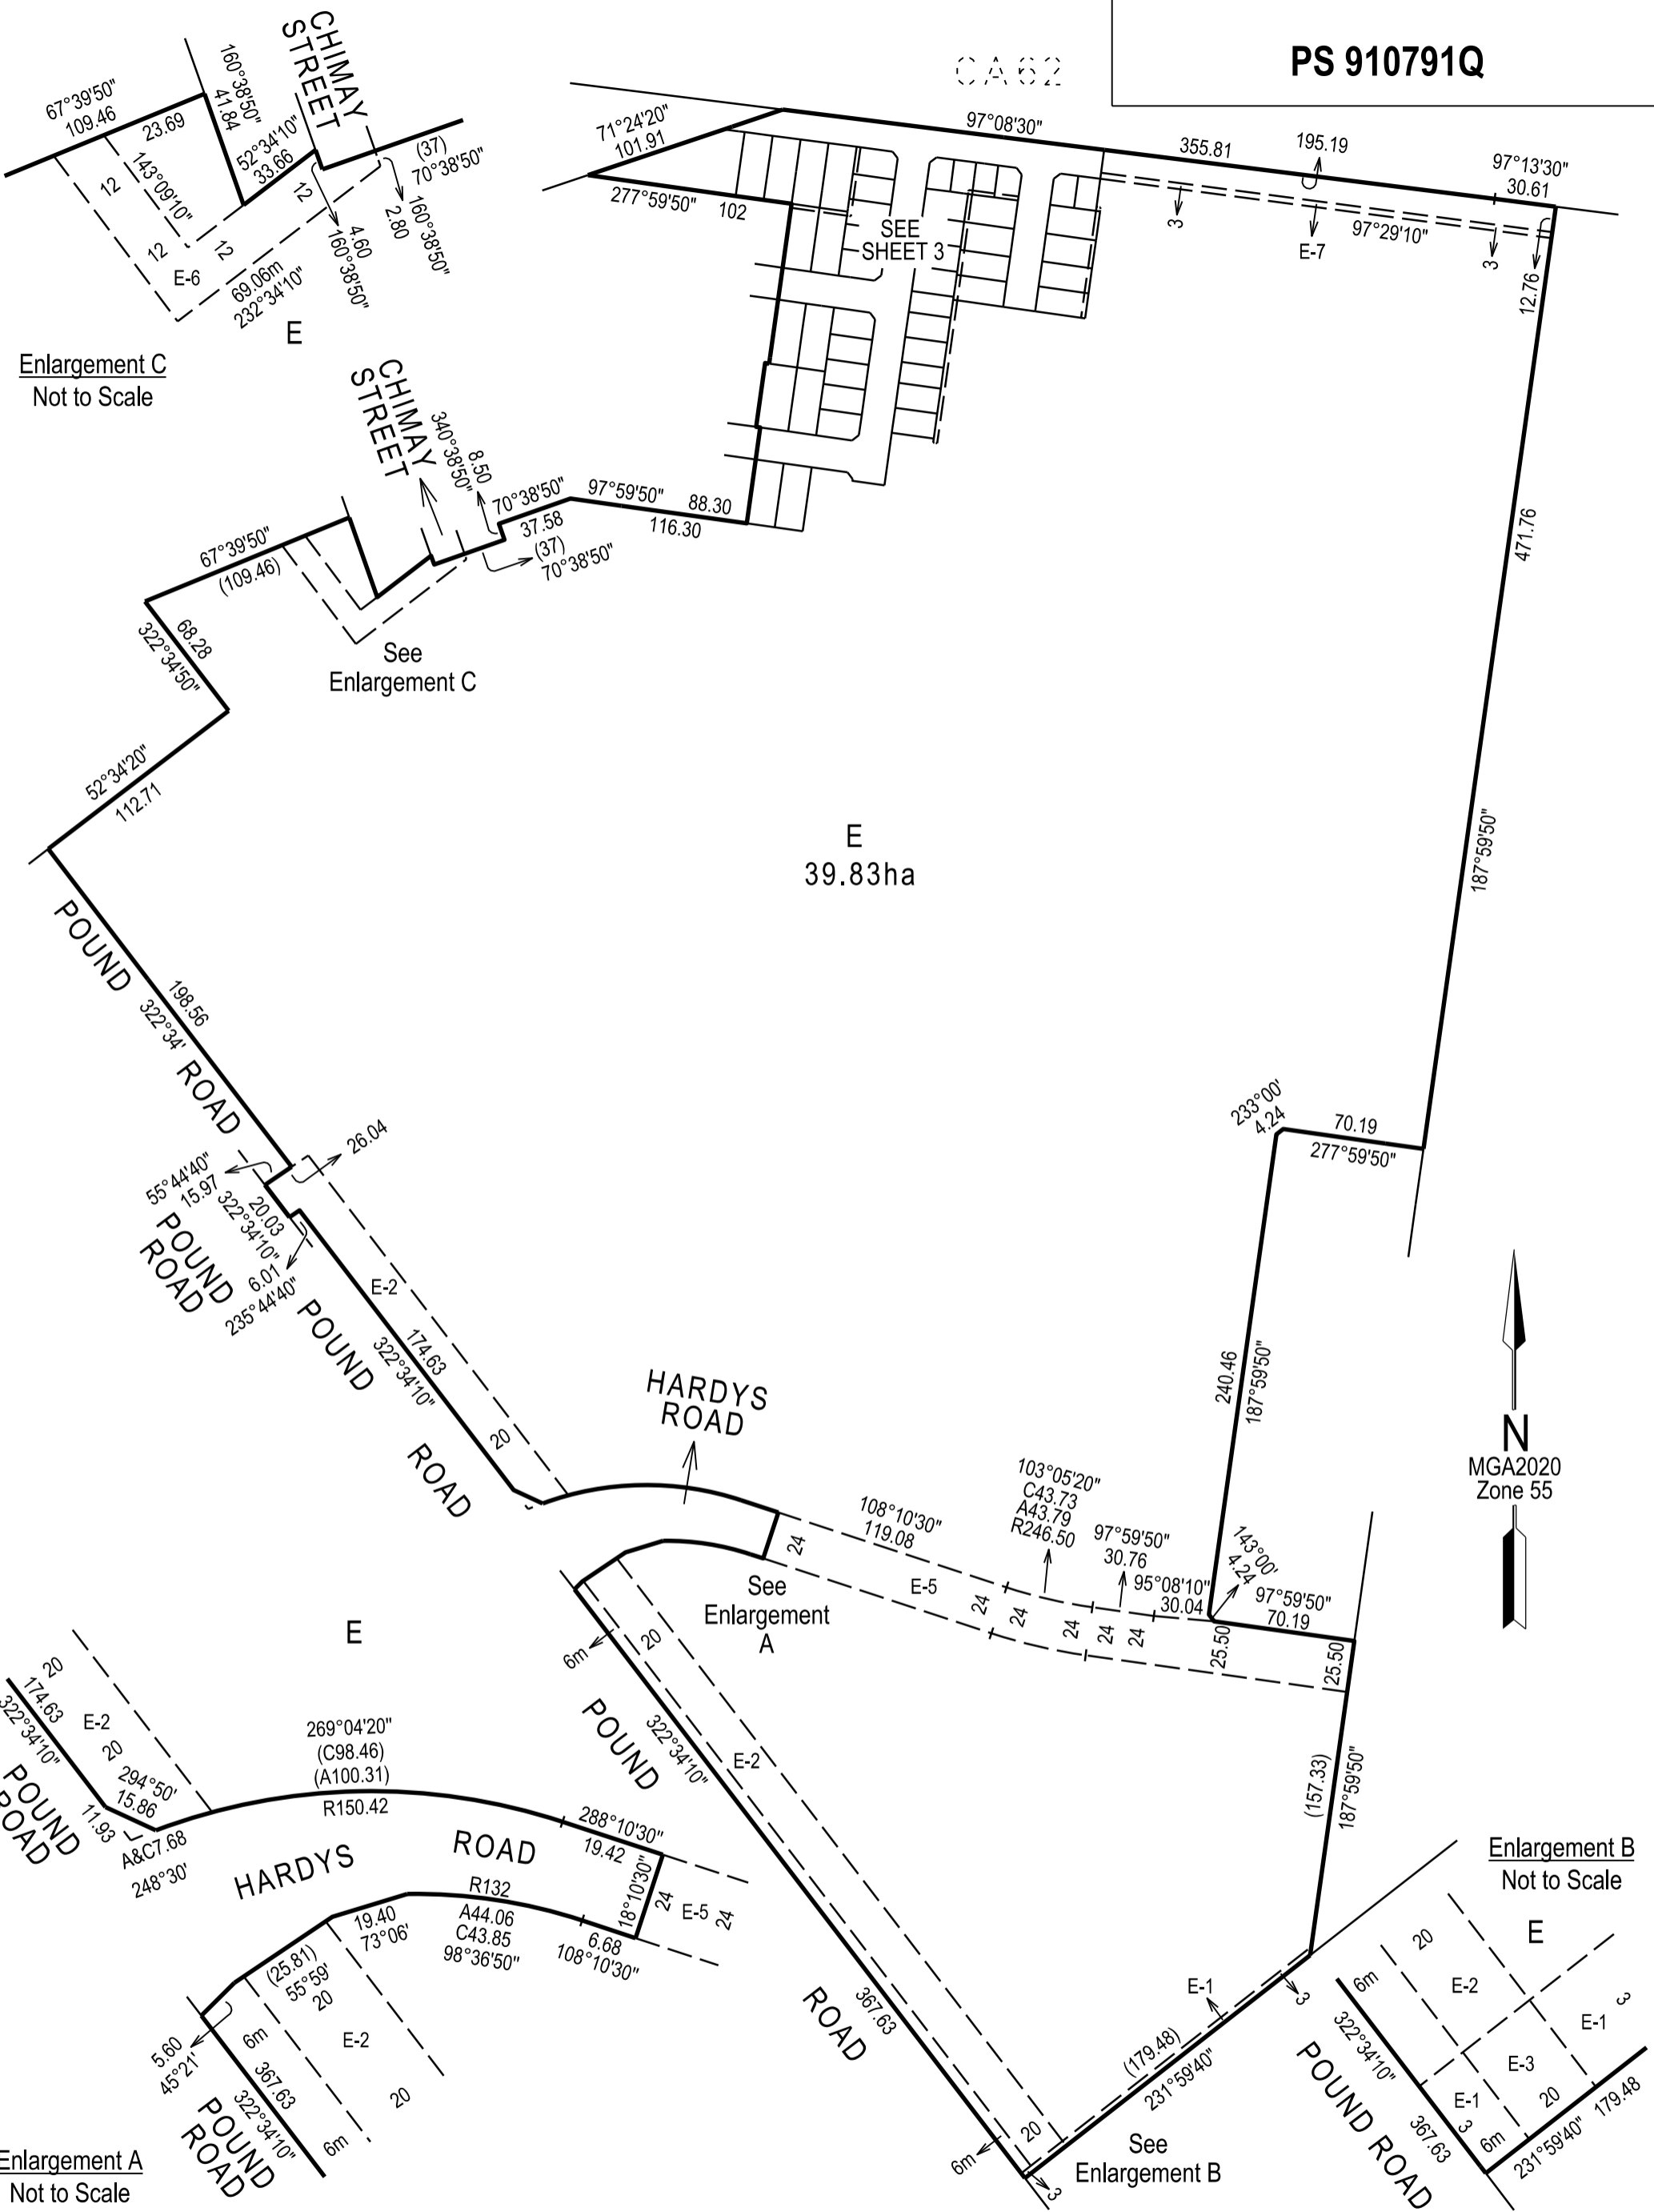 PS 910791Q
CA62
CHIMAY
STREET
67°39'50"
109.46
23.69
160°38'50"
41.84
52°34'10"
33.66
(37)
70°38'50"
143°09'10"
12
12
12
12
E-6
69.06m
232°34'10"
4.60
160°38'50"
2.80
160°38'50"
E
Enlargement C
Not to Scale
71°24'20"
101.91
97°08'30"
355.81
195.19
97°13'30"
30.61
277°59'50"
102
SEE
SHEET 3
3
E-7
97°29'10"
3
12.76
471.76
187°59'50"
CHIMAY
STREET
340°38'50"
8.50
70°38'50"
37.58
(37)
70°38'50"
97°59'50"
88.30
116.30
67°39'50"
(109.46)
68.28
322°34'50"
See
Enlargement C
52°34'20"
112.71
E
39.83ha
POUND
198.56
322°34'
ROAD
26.04
55°44'40"
15.97
20.03
322°34'10"
6.01
235°44'40"
POUND
ROAD
E-2
174.63
322°34'10"
POUND
ROAD
20
233°00'
4.24
70.19
277°59'50"
240.46
187°59'50"
N
MGA2020
Zone 55
HARDYS
ROAD
24
108°10'30"
119.08
E-5
103°05'20"
C43.73
A43.79
R246.50
97°59'50"
30.76
95°08'10"
30.04
143°00'
4.24
97°59'50"
70.19
24
24
24
24
24
25.50
25.50
See
Enlargement
A
6m
20
POUND
322°34'10"
E-2
(157.33)
187°59'50"
367.63
ROAD
E-1
3
(179.48)
231°59'40"
20
6m
3
See
Enlargement B
E
20
174.63
322°34'10"
E-2
20
294°50'
15.86
11.93
A&C7.68
248°30'
POUND
ROAD
269°04'20"
(C98.46)
(A100.31)
R150.42
288°10'30"
19.42
HARDYS
ROAD
18°10'30"
24
E-5
24
R132
A44.06
C43.85
98°36'50"
6.68
108°10'30"
19.40
73°06'
(25.81)
55°59'
20
E-2
20
5.60
45°21'
6m
367.63
322°34'10"
6m
POUND
ROAD
Enlargement A
Not to Scale
Enlargement B
Not to Scale
E
20
6m
E-2
3
E-1
322°34'10"
E-3
E-1
3
20
6m
367.63
179.48
231°59'40"
POUND ROAD